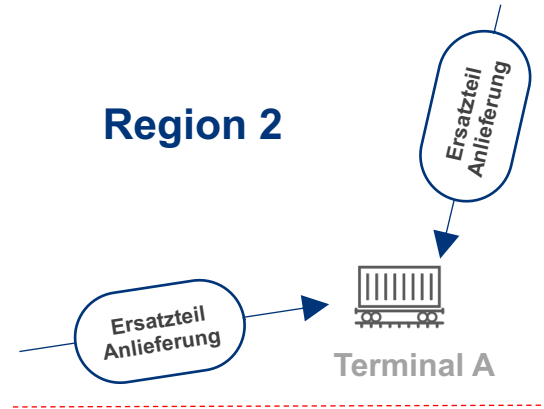 Region 2
Ersatzteil
Anlieferung
Ersatzteil
Anlieferung
Terminal A